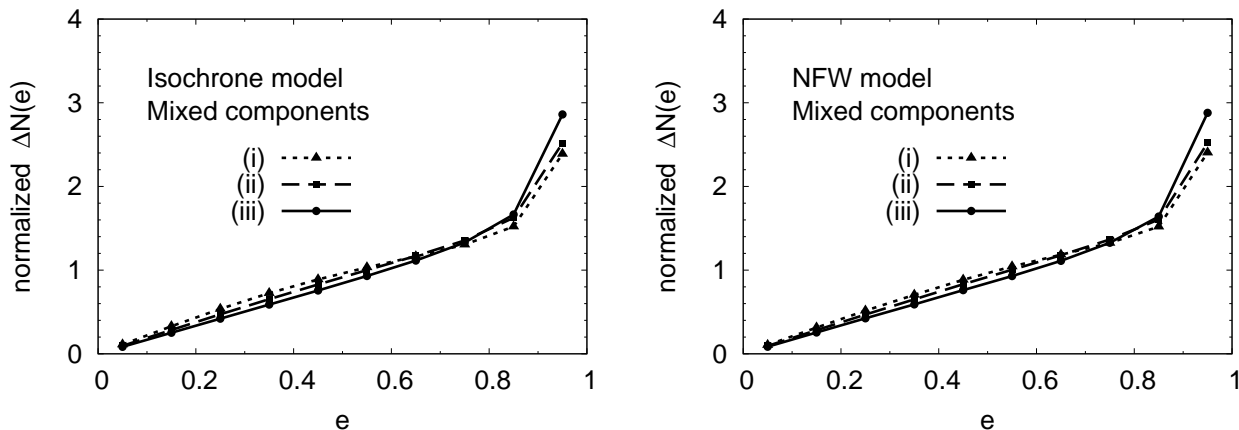 4
3
2
1
0
0 0.2 0.4 0.6 0.8 1
e
normalized ΔN(e)
Isochrone model
Mixed components
(i)
(ii)
(iii)
4
3
2
1
0
0 0.2 0.4 0.6 0.8 1
e
normalized ΔN(e)
NFW model
Mixed components
(i)
(ii)
(iii)